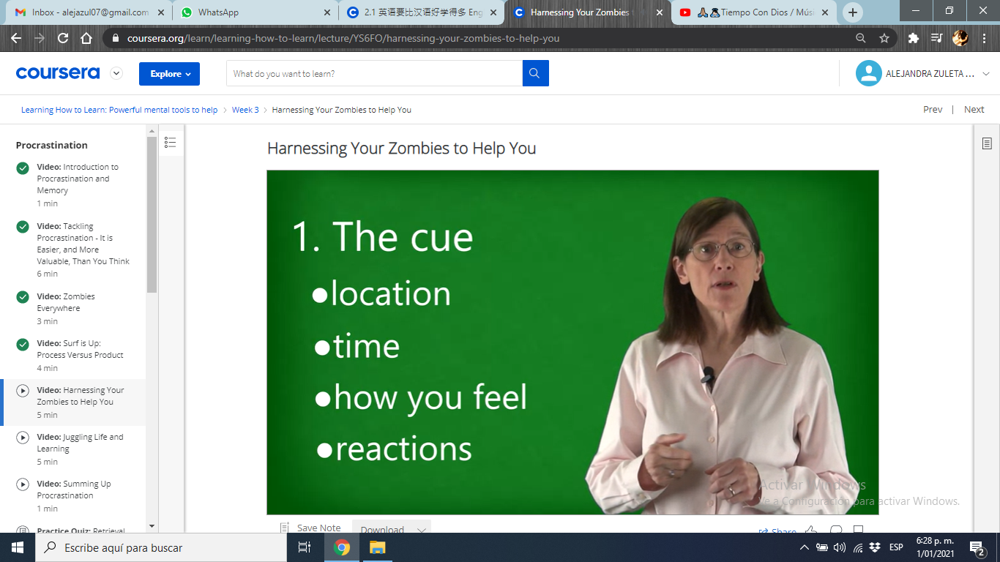 Inbox - alejazul07@gmail.com
WhatsApp
2.1 英语要比汉语好学得多 Eng
Harnessing Your Zombies
Tiempo Con Dios / Músi
coursera.org/learn/learning-how-to-learn/lecture/YS6FO/harnessing-your-zombies-to-help-you
coursera
Explore
What do you want to learn?
ALEJANDRA ZULETA ...
Learning How to Learn: Powerful mental tools to help > Week 3 > Harnessing Your Zombies to Help You
Prev | Next
Procrastination
Video: Introduction to
Procrastination and
Memory
1 min
Video: Tackling
Procrastination - It is
Easier, and More
Valuable, Than You Think
6 min
Video: Zombies
Everywhere
3 min
Video: Surf is Up:
Process Versus Product
4 min
Video: Harnessing Your
Zombies to Help You
5 min
Video: Juggling Life and
Learning
5 min
Video: Summing Up
Procrastination
1 min
Practice Quiz: Retrieval
Harnessing Your Zombies to Help You
1. The cue
•location
•time
•how you feel
•reactions
Activar Windows
Ve a Configuración para activar Windows.
Save Note
Download
Share
Escribe aquí para buscar
ESP
6:28 p. m.
1/01/2021
2